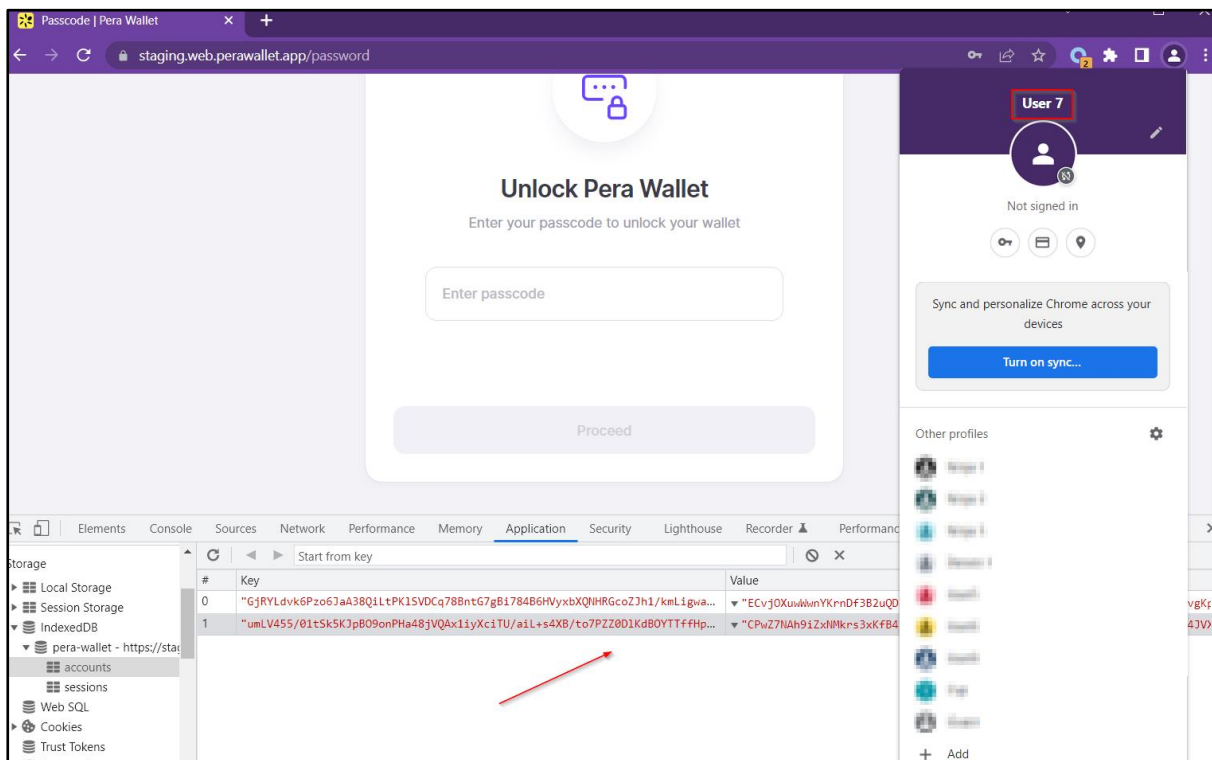 Passcode | Pera Wallet
staging.web.perawallet.app/password
2
User 7
Unlock Pera Wallet
Enter your passcode to unlock your wallet
Not signed in
Enter passcode
Sync and personalize Chrome across your
devices
Turn on sync...
Proceed
Other profiles
Elements Console Sources Network Performance Memory Application Security Lighthouse Recorder Performanc
Storage
Start from key
# Key Value
Local Storage
0 "GjRYLdvk6Pzo6JaA38QiLtPK1SVDCq78BntG7gBi784B6HVyxbXQNHRGcoZJh1/kmLigwa... "ECvjOXuwWwnYKrnDf3B2uQD
Session Storage
1 "umLV455/01tSk5KJpBO9onPHa48jVQAx1iyXciTU/aiL+s4XB/to7PZZ0D1KdBOYTTffHp... "CPwZ7NAh9iZxNMkrs3xKfB4
IndexedDB
pera-wallet - https://stag
accounts
sessions
Web SQL
Cookies
Trust Tokens
Add